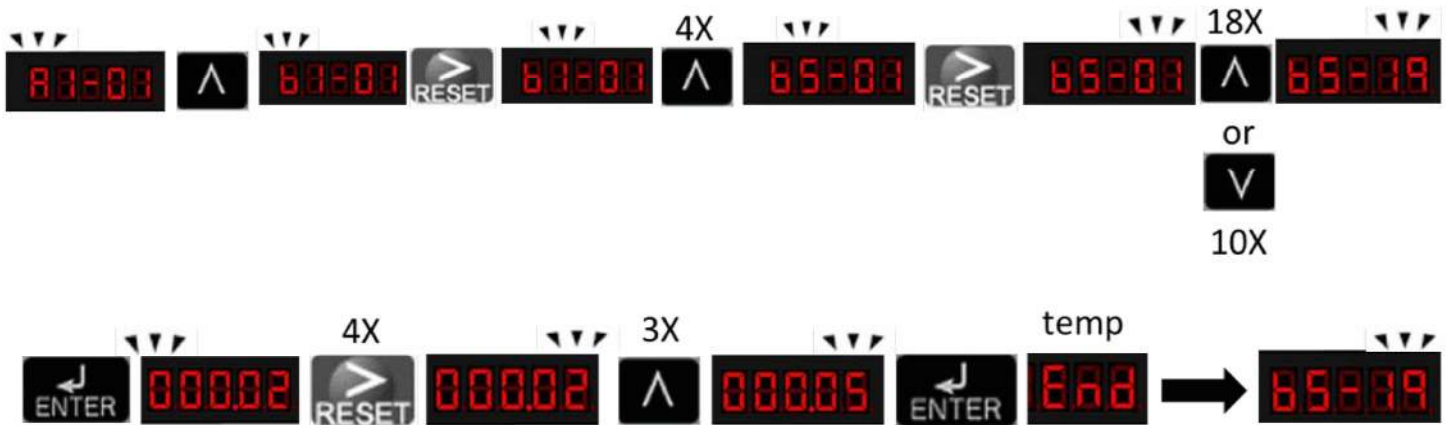 4X 18X
A1-01 ∧ b1-01 > RESET b1-01 ∧ b5-01 > RESET b5-01 ∧ b5-19
or
∨
10X
4X 3X temp
ENTER 000.02 > RESET 000.02 ∧ 000.05 ENTER End b5-19